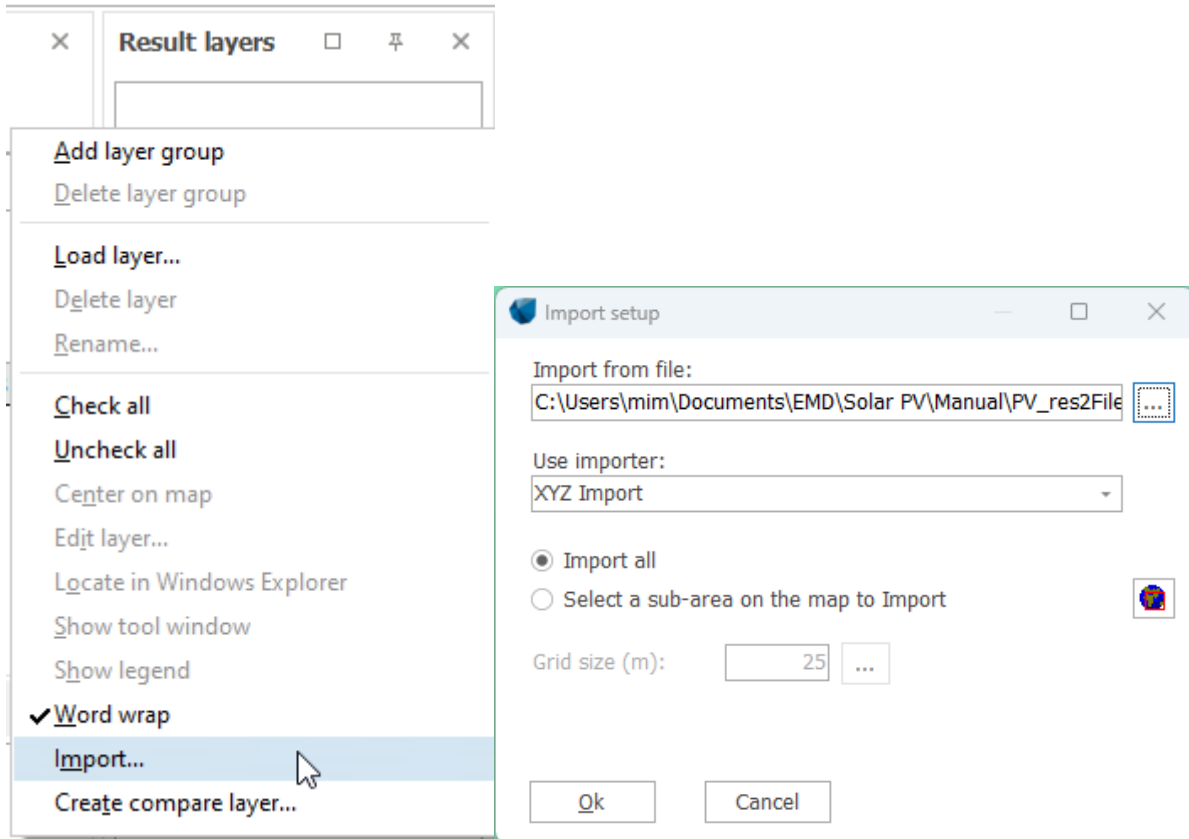 Result layers
Add layer group
Delete layer group
Load layer...
Delete layer
Rename...
Check all
Uncheck all
Center on map
Edit layer...
Locate in Windows Explorer
Show tool window
Show legend
Word wrap
Import...
Create compare layer...
Import setup
Import from file:
C:\Users\mim\Documents\EMD\Solar PV\Manual\PV_res2File
...
Use importer:
XYZ Import
Import all
Select a sub-area on the map to Import
Grid size (m): 25 ...
Ok Cancel